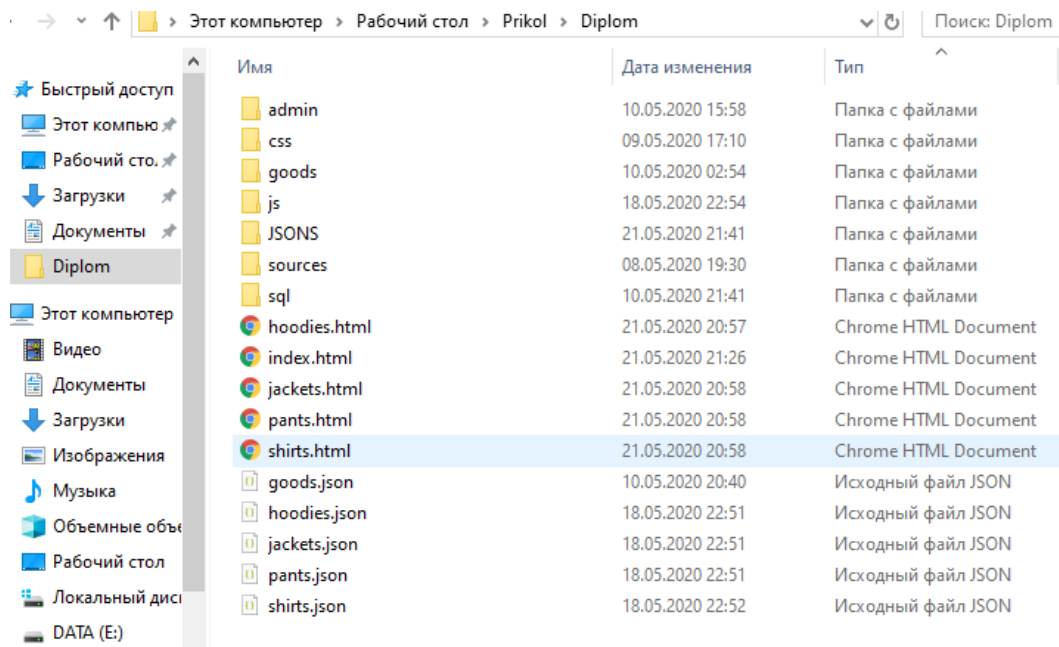 Этот компьютер › Рабочий стол › Prikol › Diplom Поиск: Diplom
Быстрый доступ
Этот компью
Рабочий сто.
Загрузки
Документы
Diplom
Этот компьютер
Видео
Документы
Загрузки
Изображения
Музыка
Объемные объе
Рабочий стол
Локальный диск
DATA (E:)
Имя Дата изменения Тип
admin 10.05.2020 15:58 Папка с файлами
css 09.05.2020 17:10 Папка с файлами
goods 10.05.2020 02:54 Папка с файлами
js 18.05.2020 22:54 Папка с файлами
JSONS 21.05.2020 21:41 Папка с файлами
sources 08.05.2020 19:30 Папка с файлами
sql 10.05.2020 21:41 Папка с файлами
hoodies.html 21.05.2020 20:57 Chrome HTML Document
index.html 21.05.2020 21:26 Chrome HTML Document
jackets.html 21.05.2020 20:58 Chrome HTML Document
pants.html 21.05.2020 20:58 Chrome HTML Document
shirts.html 21.05.2020 20:58 Chrome HTML Document
goods.json 10.05.2020 20:40 Исходный файл JSON
hoodies.json 18.05.2020 22:51 Исходный файл JSON
jackets.json 18.05.2020 22:51 Исходный файл JSON
pants.json 18.05.2020 22:51 Исходный файл JSON
shirts.json 18.05.2020 22:52 Исходный файл JSON